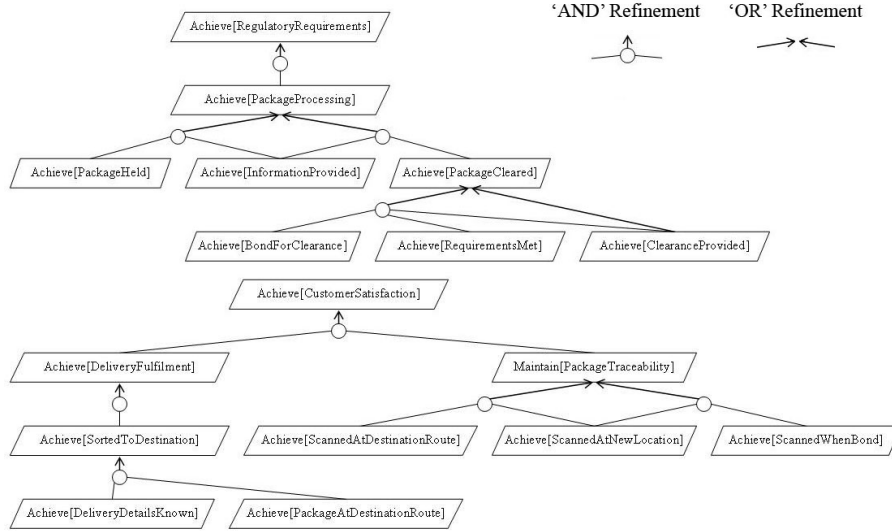 ‘AND’ Refinement ‘OR’ Refinement
Achieve[RegulatoryRequirements]
Achieve[PackageProcessing]
Achieve[PackageHeld] Achieve[InformationProvided] Achieve[PackageCleared]
Achieve[BondForClearance] Achieve[RequirementsMet] Achieve[ClearanceProvided]
Achieve[CustomerSatisfaction]
Achieve[DeliveryFulfilment] Maintain[PackageTraceability]
Achieve[SortedToDestination] Achieve[ScannedAtDestinationRoute] Achieve[ScannedAtNewLocation] Achieve[ScannedWhenBond]
Achieve[DeliveryDetailsKnown] Achieve[PackageAtDestinationRoute]